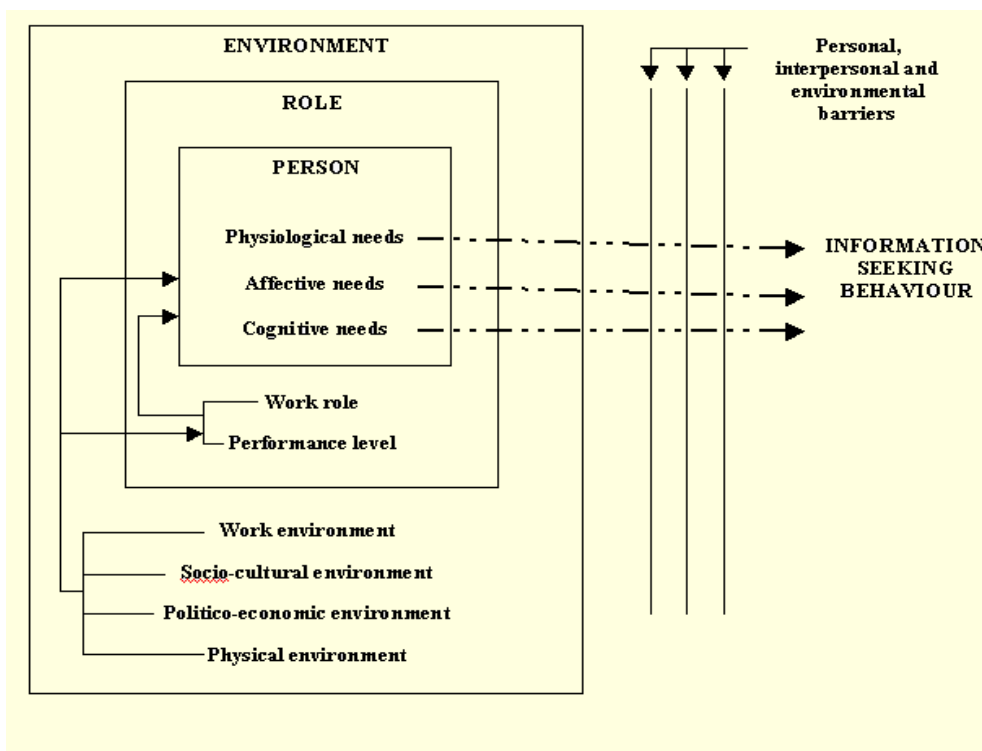 ENVIRONMENT
Personal,
interpersonal and
environmental
barriers
ROLE
PERSON
Physiological needs
Affective needs
Cognitive needs
INFORMATION
SEEKING
BEHAVIOUR
Work role
Performance level
Work environment
Socio-cultural environment
Politico-economic environment
Physical environment